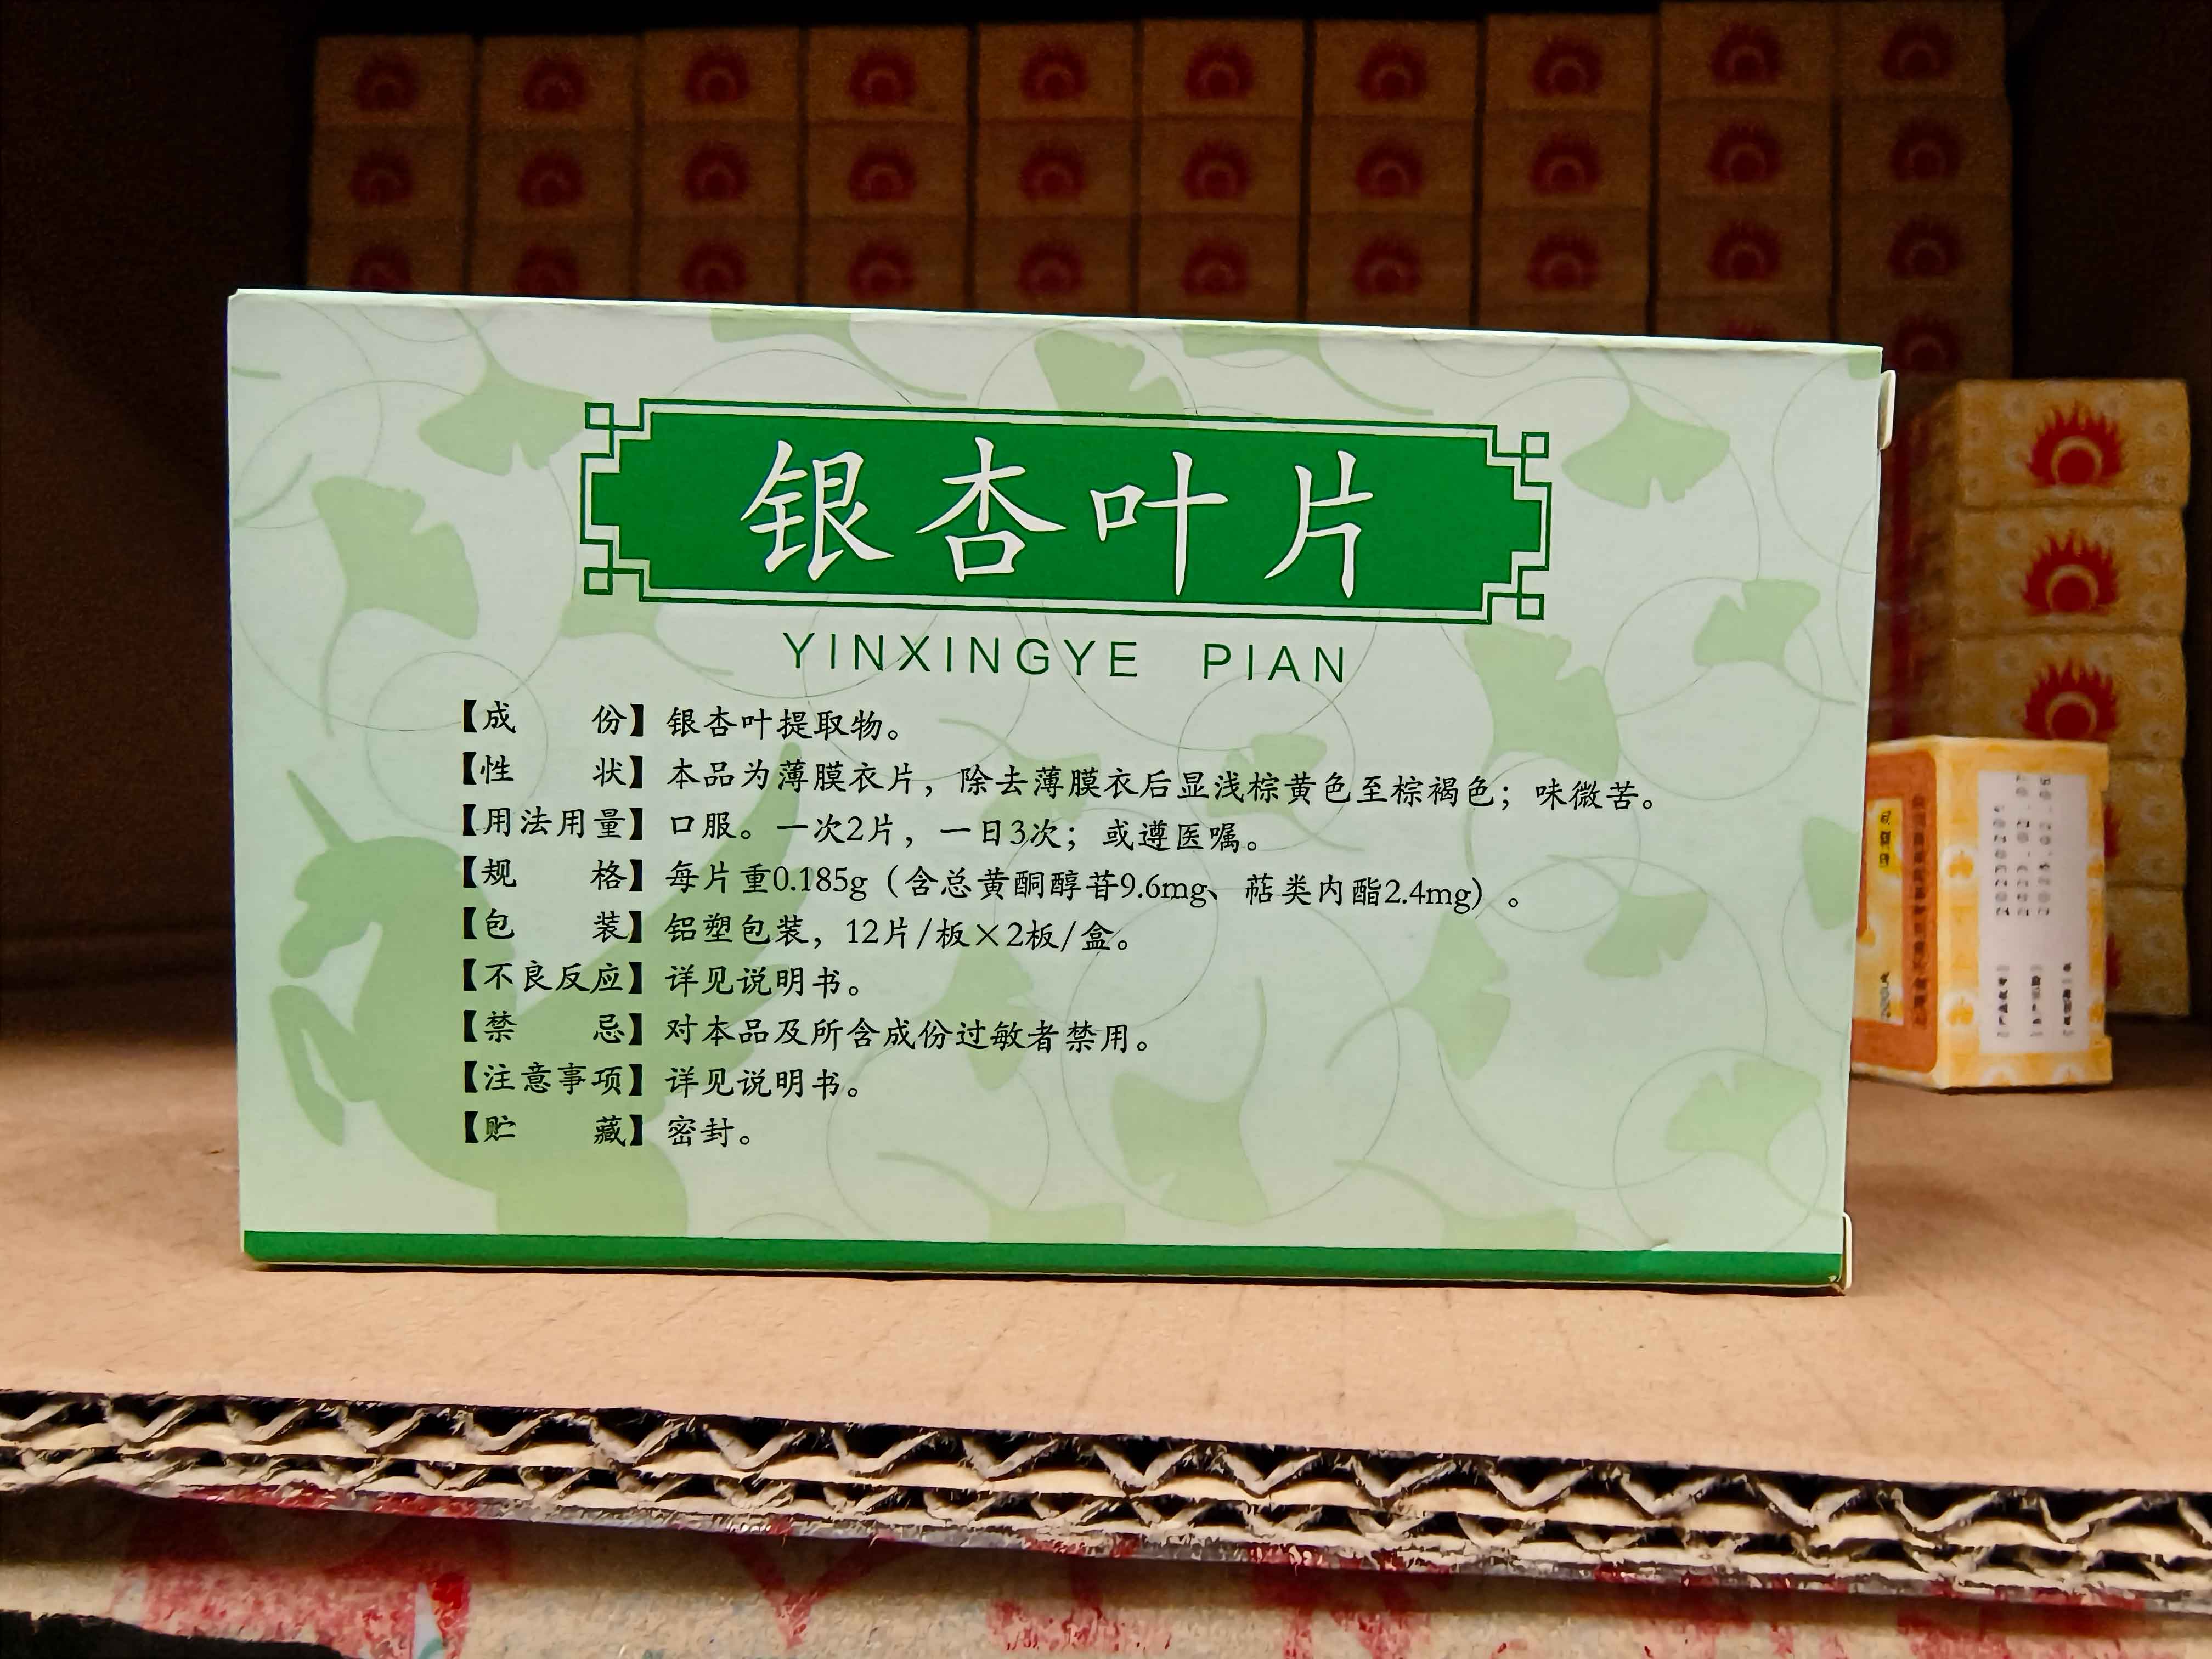 银杏叶片
YINXINGYE PIAN
【成份】银杏叶提取物。
【性状】本品为薄膜衣片，除去薄膜衣后显浅棕黄色至棕褐色；味微苦。
【用法用量】口服。一次2片，一日3次；或遵医嘱。
【规格】每片重0.185g（含总黄酮醇苷9.6mg、萜类内酯2.4mg）。
【包装】铝塑包装，12片/板×2板/盒。
【不良反应】详见说明书。
【禁忌】对本品及所含成份过敏者禁用。
【注意事项】详见说明书。
【贮藏】密封。